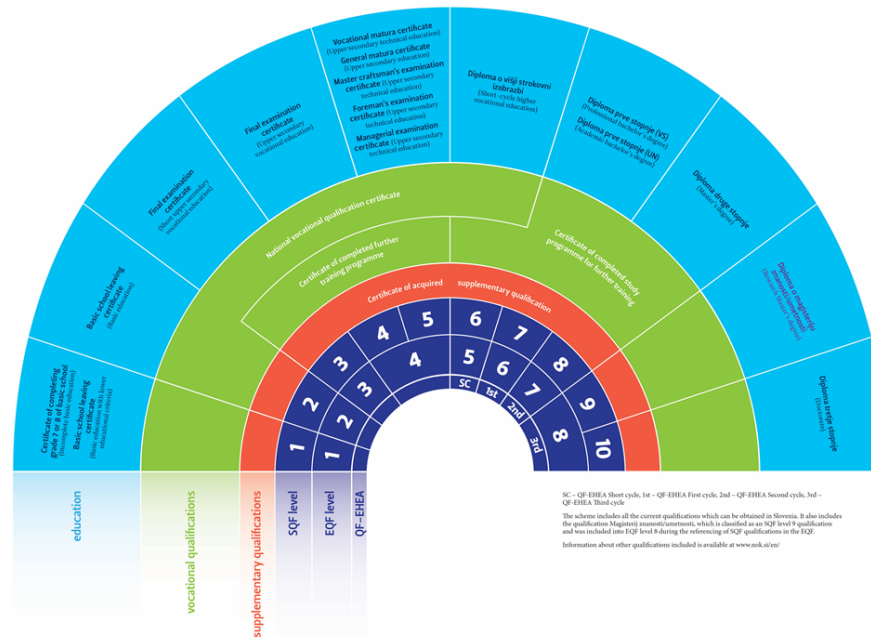 Certificate of completing
grade 7 or 8 of basic school
(Incomplete basic education)
Basic school leaving
certificate
(Basic education with lower
educational criteria)
Basic school leaving
certificate
(Basic education)
Final examination
certificate
(Short upper secondary
vocational education)
Final examination
certificate
(Upper secondary
vocational education)
Vocational matura certificate
(Upper secondary technical education)
General matura certificate
(Upper secondary education)
Master craftsman's examination
certificate (Upper secondary
technical education)
Foreman's examination
certificate (Upper secondary
technical education)
Managerial examination
certificate (Upper secondary
technical education)
Diploma o višji strokovni
izobrazbi
(Short-cycle higher
vocational education)
Diploma prve stopnje (VS)
(Professional bachelor's degree)
Diploma prve stopnje (UN)
(Academic bachelor's degree)
Diploma druge stopnje
(Master's degree)
Diploma o magisteriju
znanosti/umetnosti
(Research Master's degree)
Diploma tretje stopnje
(Doctorate)
National vocational qualification certificate
Certificate of completed further
training programme
Certificate of completed study
programme for further training
Certificate of acquired supplementary qualification
1
2
3
4
5
6
7
8
9
10
1
2
3
4
5
6
7
8
SC
1st
2nd
3rd
education
vocational qualifications
supplementary qualifications
SQF level
EQF level
QF-EHEA
SC – QF-EHEA Short cycle, 1st – QF-EHEA First cycle, 2nd – QF-EHEA Second cycle, 3rd –
QF-EHEA Third cycle
The scheme includes all the current qualifications which can be obtained in Slovenia. It also includes
the qualification Magisterij znanosti/umetnosti, which is classified as an SQF level 9 qualification
and was included into EQF level 8 during the referencing of SQF qualifications in the EQF.
Information about other qualifications included is available at www.nok.si/en/